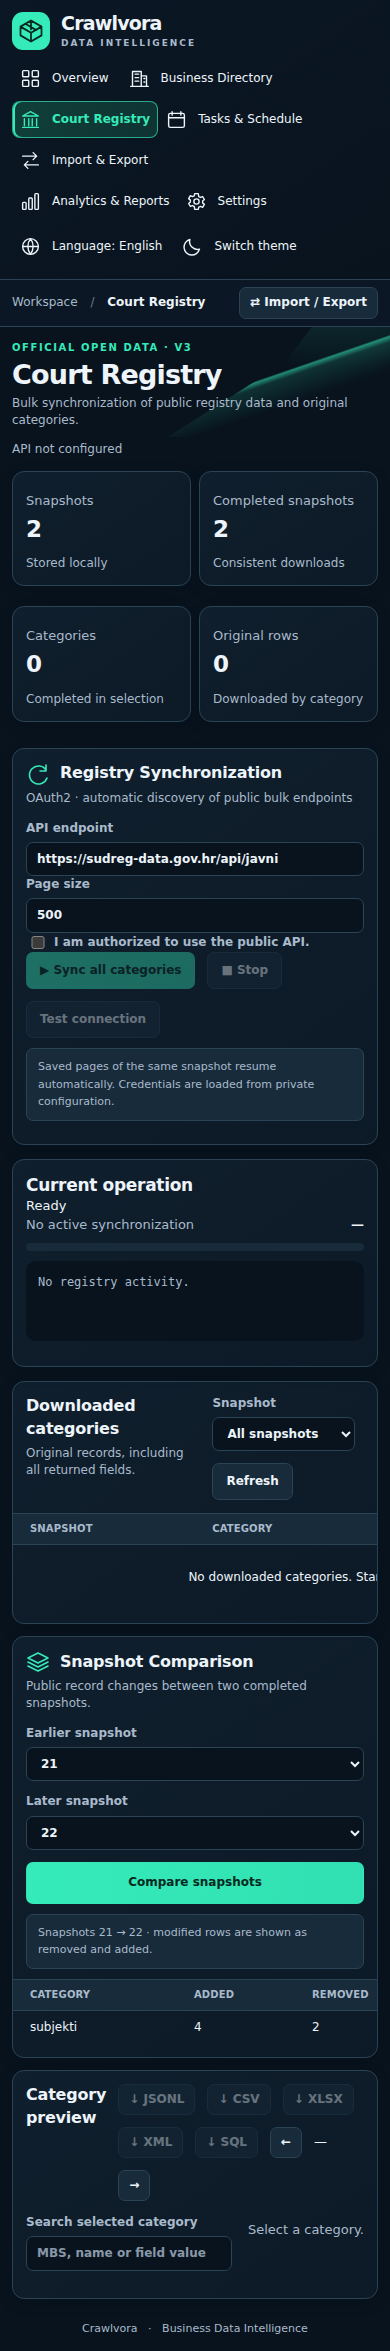 Crawlvora
DATA INTELLIGENCE
Overview
Business Directory
Court Registry
Tasks & Schedule
Import & Export
Analytics & Reports
Settings
Language: English
Switch theme
Workspace / Court Registry
⇄ Import / Export
OFFICIAL OPEN DATA · V3
Court Registry
Bulk synchronization of public registry data and original
categories.
API not configured
Snapshots
2
Stored locally
Completed snapshots
2
Consistent downloads
Categories
0
Completed in selection
Original rows
0
Downloaded by category
Registry Synchronization
OAuth2 · automatic discovery of public bulk endpoints
API endpoint
https://sudreg-data.gov.hr/api/javni
Page size
500
I am authorized to use the public API.
▶ Sync all categories
■ Stop
Test connection
Saved pages of the same snapshot resume
automatically. Credentials are loaded from private
configuration.
Current operation
Ready
No active synchronization —
No registry activity.
Downloaded
categories
Original records, including
all returned fields.
Snapshot
All snapshots
Refresh
SNAPSHOT CATEGORY
No downloaded categories.
Snapshot Comparison
Public record changes between two completed
snapshots.
Earlier snapshot
21
Later snapshot
22
Compare snapshots
Snapshots 21 → 22 · modified rows are shown as
removed and added.
CATEGORY ADDED REMOVED
subjekti 4 2
Category
preview
↓ JSONL ↓ CSV ↓ XLSX
↓ XML ↓ SQL ← —
→
Search selected category
MBS, name or field value
Select a category.
Crawlvora · Business Data Intelligence